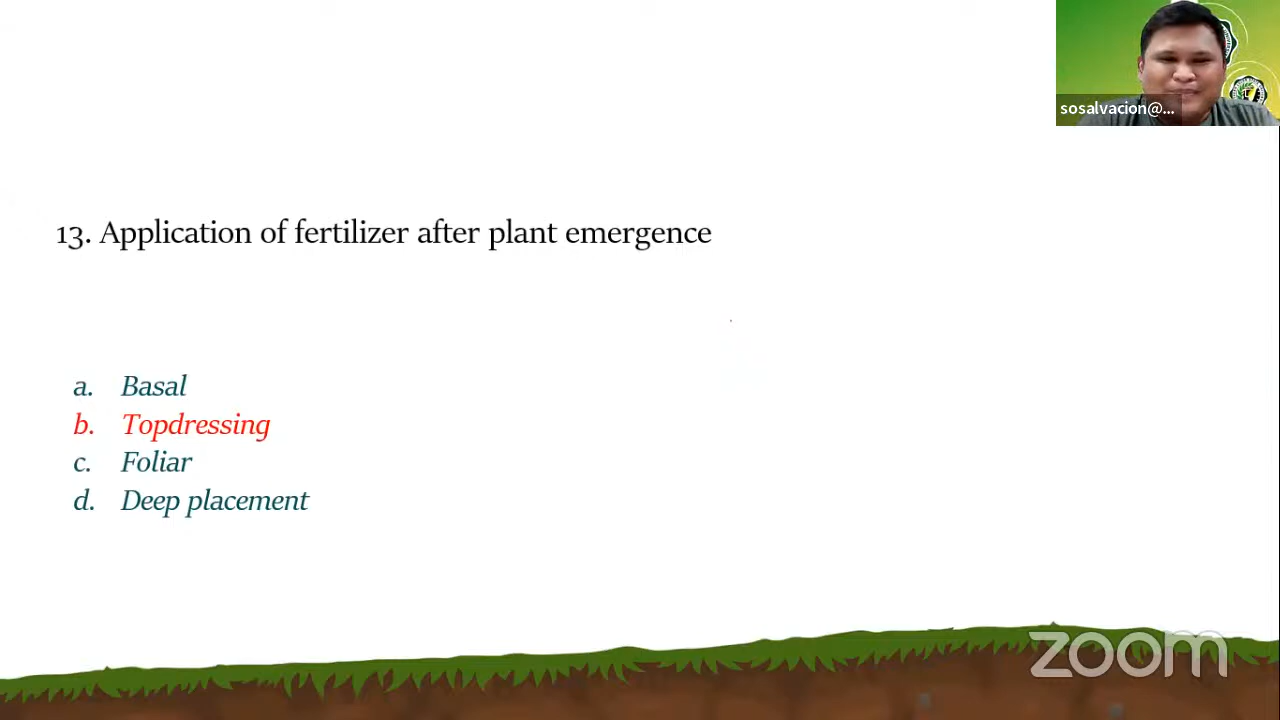 sosalvacion@...
13. Application of fertilizer after plant emergence
a. Basal
b. Topdressing
c. Foliar
d. Deep placement
zoom